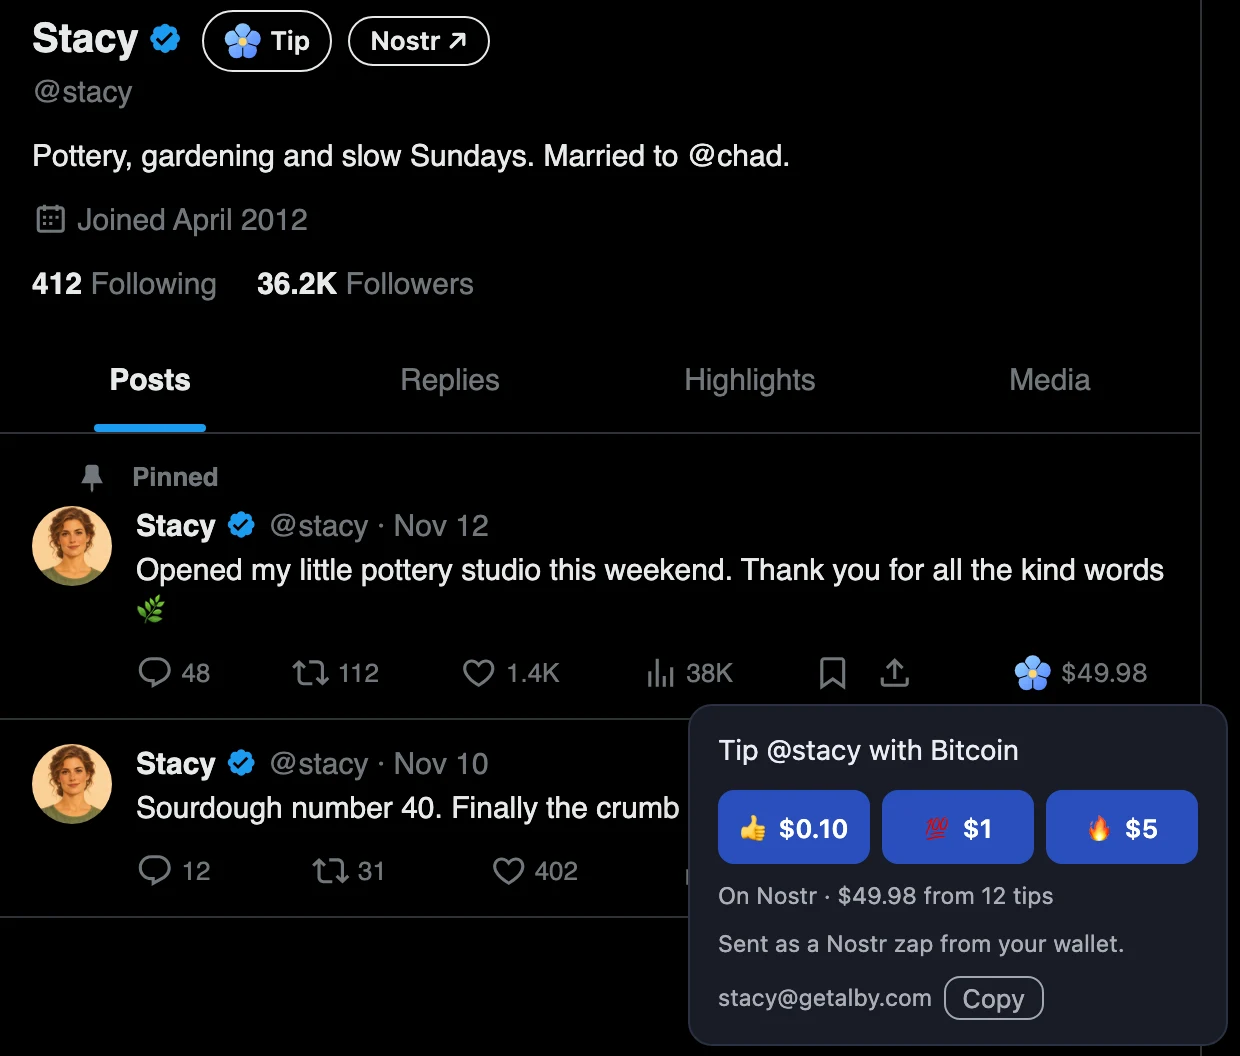 Stacy Tip Nostr ↗
@stacy
Pottery, gardening and slow Sundays. Married to @chad.
Joined April 2012
412 Following 36.2K Followers
Posts Replies Highlights Media
Pinned
Stacy @stacy · Nov 12
Opened my little pottery studio this weekend. Thank you for all the kind words
🌿
48 112 1.4K 38K $49.98
Stacy @stacy · Nov 10
Sourdough number 40. Finally the crumb
12 31 402
Tip @stacy with Bitcoin
👍 $0.10 💯 $1 🔥 $5
On Nostr · $49.98 from 12 tips
Sent as a Nostr zap from your wallet.
stacy@getalby.com Copy